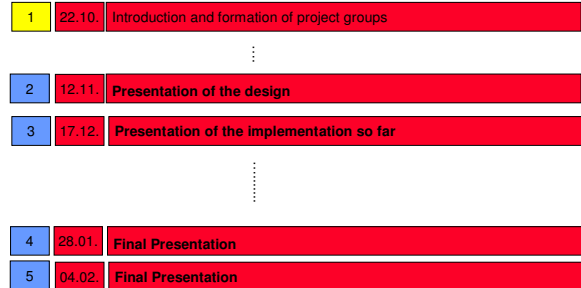 1 22.10. Introduction and formation of project groups
2 12.11. Presentation of the design
3 17.12. Presentation of the implementation so far
4 28.01. Final Presentation
5 04.02. Final Presentation